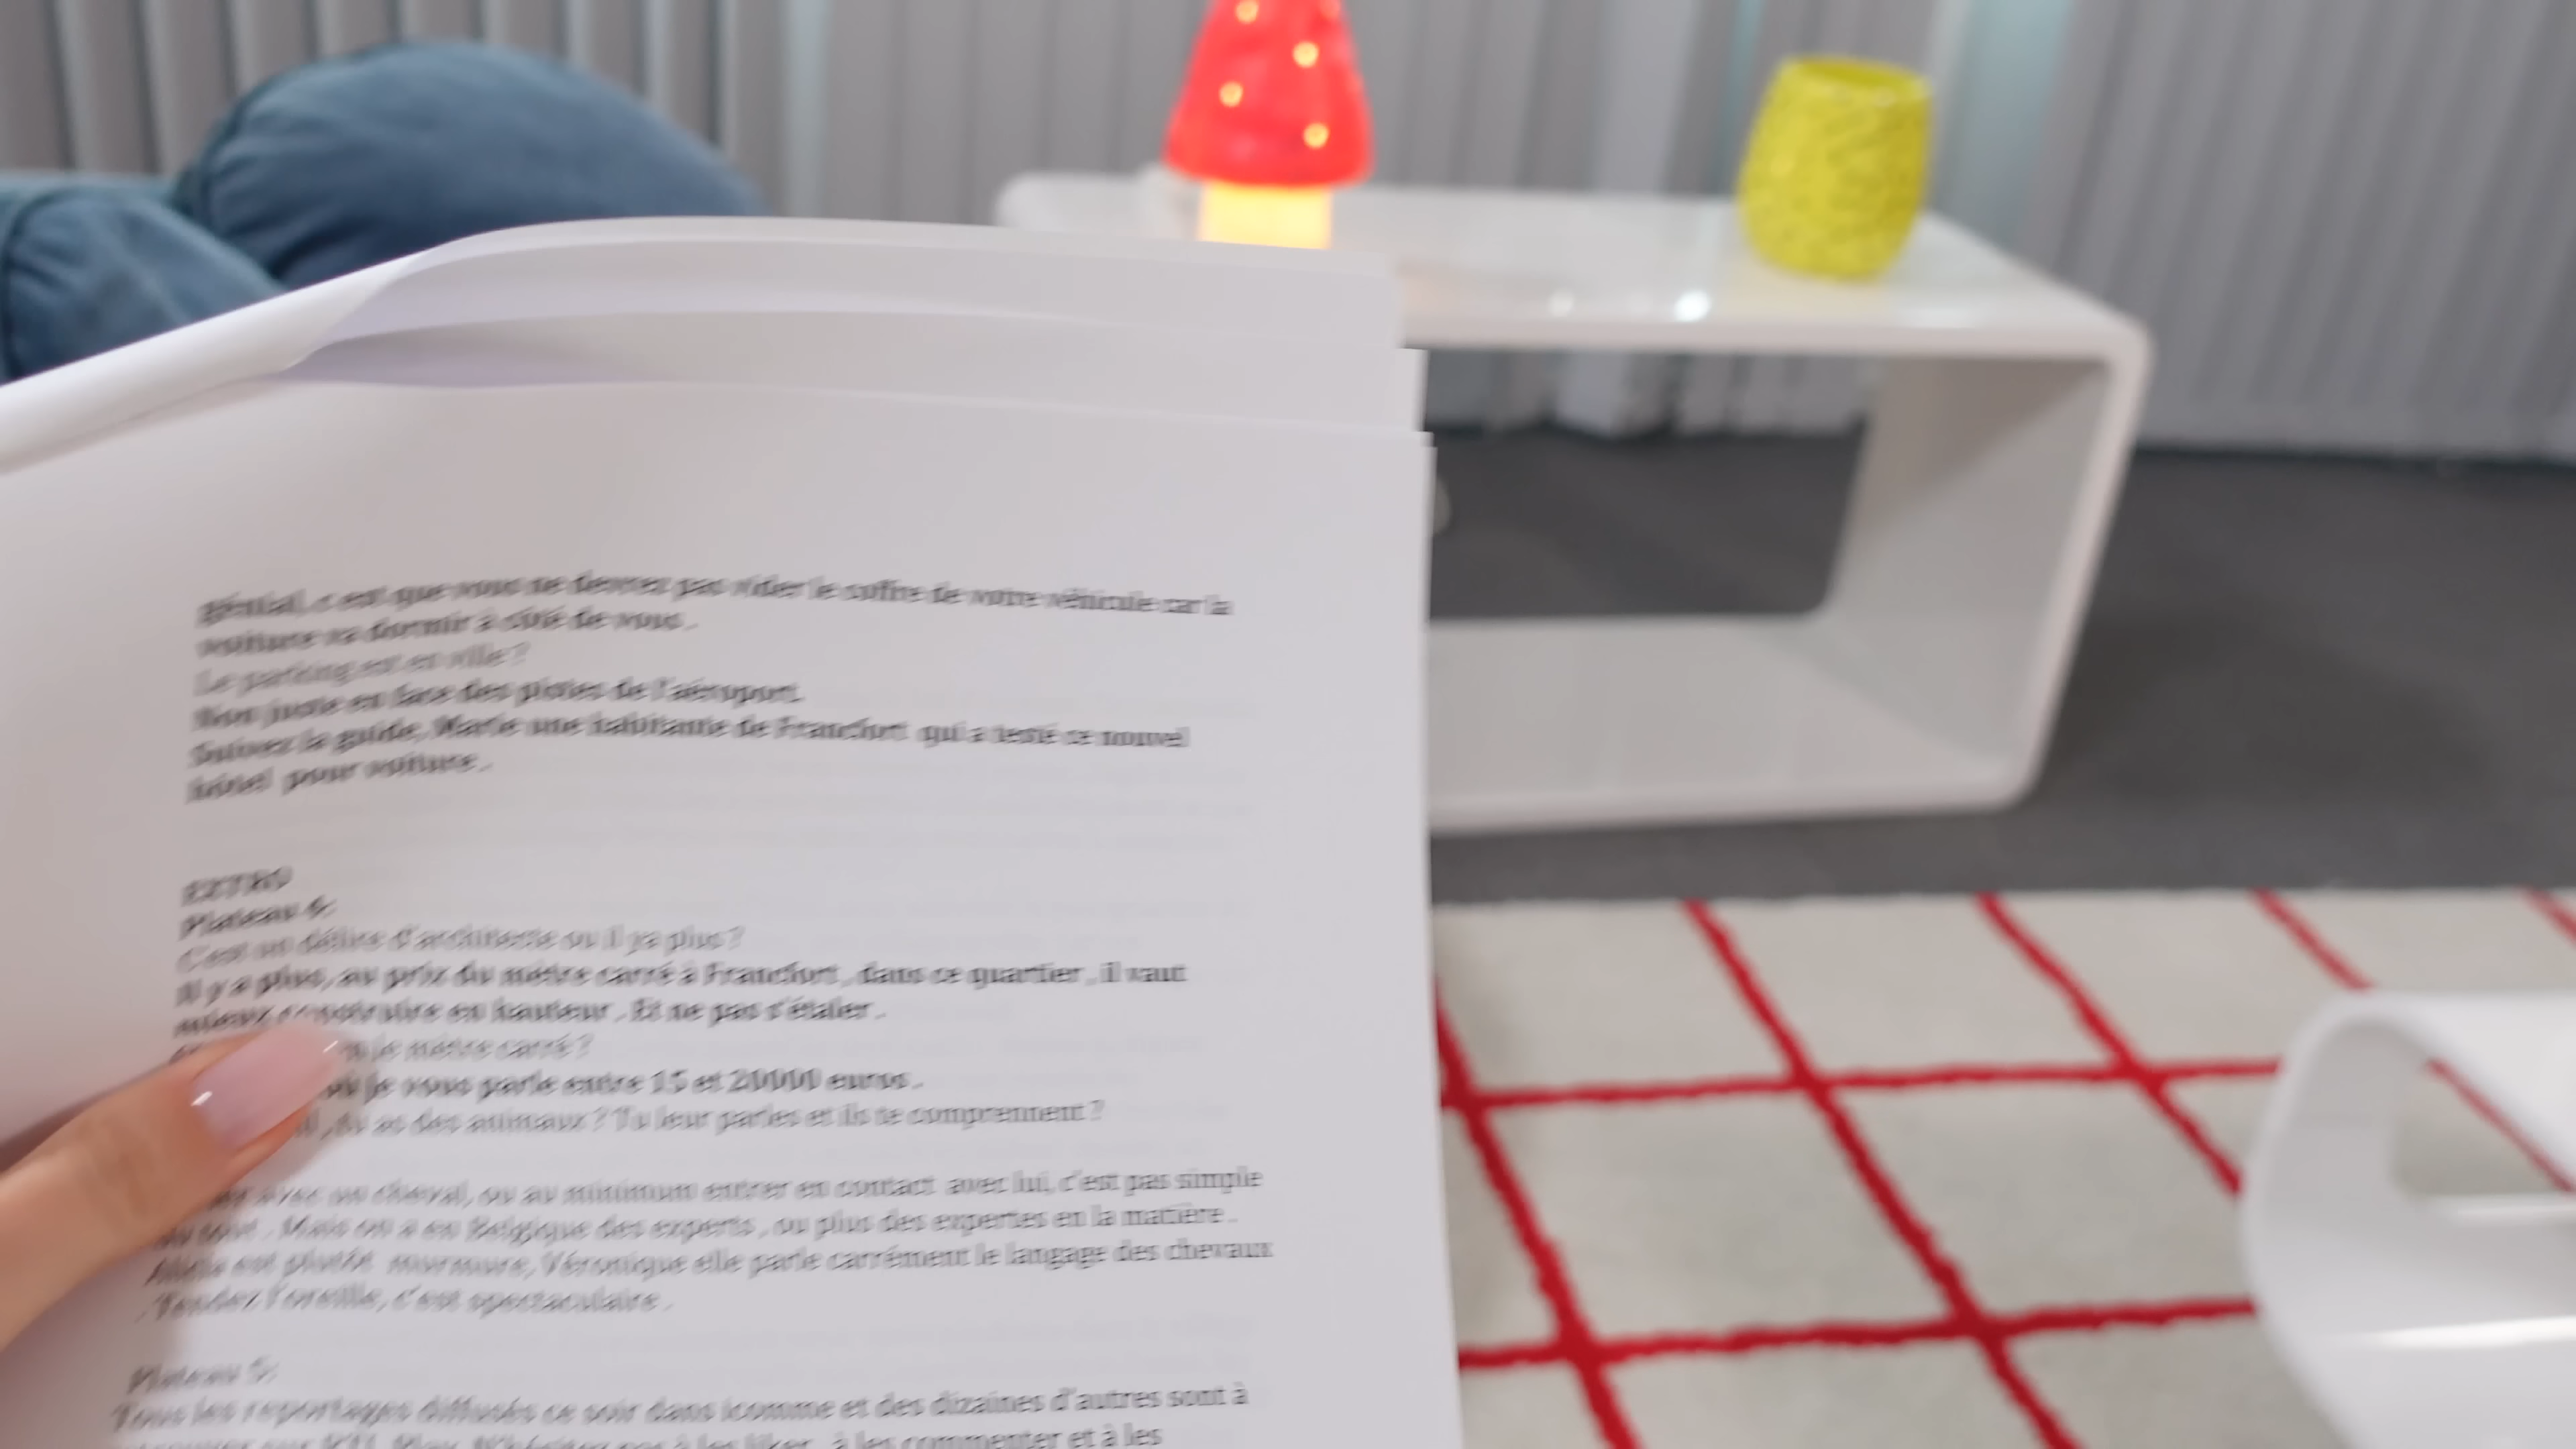 génial, c'est que vous ne devrez pas vider le coffre de votre véhicule car la
voiture va dormir à côté de vous.
Le parking est en ville ?
Non juste en face des pistes de l'aéroport.
Suivez le guide, Marie une habitante de Francfort qui a testé ce nouvel
hôtel pour voiture.
EXTRO
Plateau 4:
C'est un délire d'architecte ou il ya plus ?
Il y a plus, au prix du mètre carré à Francfort, dans ce quartier, il vaut
mieux construire en hauteur. Et ne pas s'étaler.
le mètre carré ?
je vous parle entre 15 et 20000 euros.
tu as des animaux ? Tu leur parles et ils te comprennent ?
avec un cheval, ou au minimum entrer en contact avec lui, c'est pas simple
du tout. Mais on a en Belgique des experts, ou plus des expertes en la matière.
est plutôt murmure, Véronique elle parle carrément le langage des chevaux
. Tendez l'oreille, c'est spectaculaire.
Plateau 5:
Tous les reportages diffusés ce soir dans icomme et des dizaines d'autres sont à
N'hésitez pas à les liker, à les commenter et à les